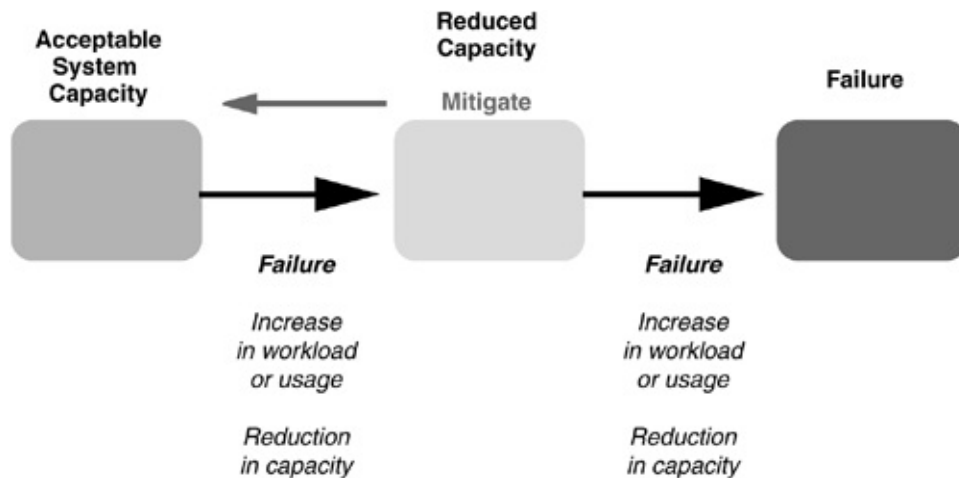 Acceptable
System
Capacity
Reduced
Capacity
Mitigate
Failure
Failure
Increase
in workload
or usage
Reduction
in capacity
Failure
Increase
in workload
or usage
Reduction
in capacity